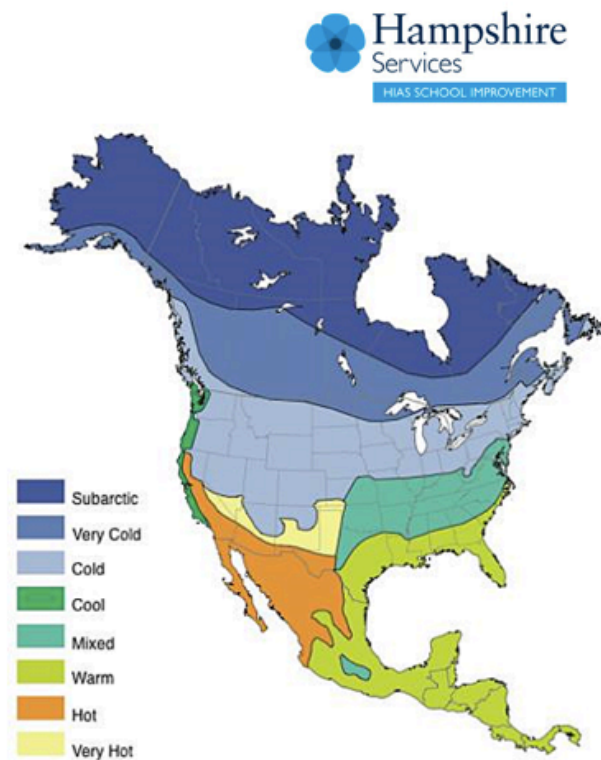 Hampshire
Services
HIAS SCHOOL IMPROVEMENT
Subarctic
Very Cold
Cold
Cool
Mixed
Warm
Hot
Very Hot